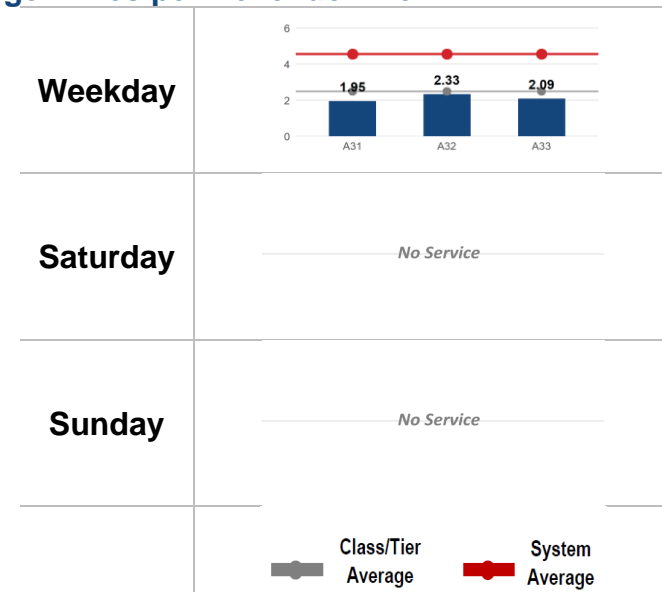 Weekday
6
4
2
0
1.95
2.33
2.09
A31
A32
A33
Saturday
No Service
Sunday
No Service
Class/Tier
Average
System
Average